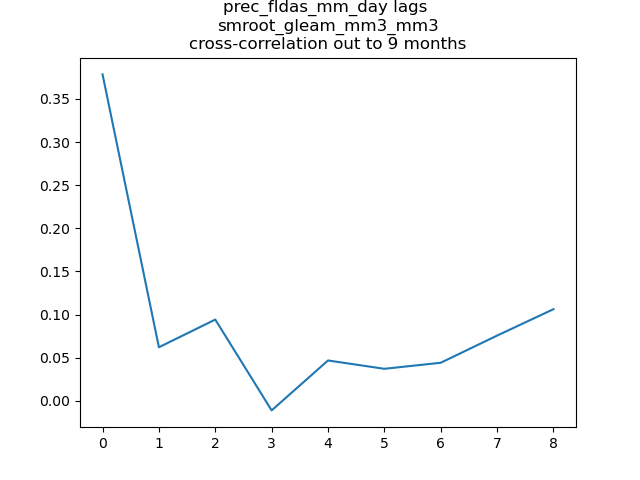 prec_fldas_mm_day lags
smroot_gleam_mm3_mm3
cross-correlation out to 9 months
0.35
0.30
0.25
0.20
0.15
0.10
0.05
0.00
0 1 2 3 4 5 6 7 8